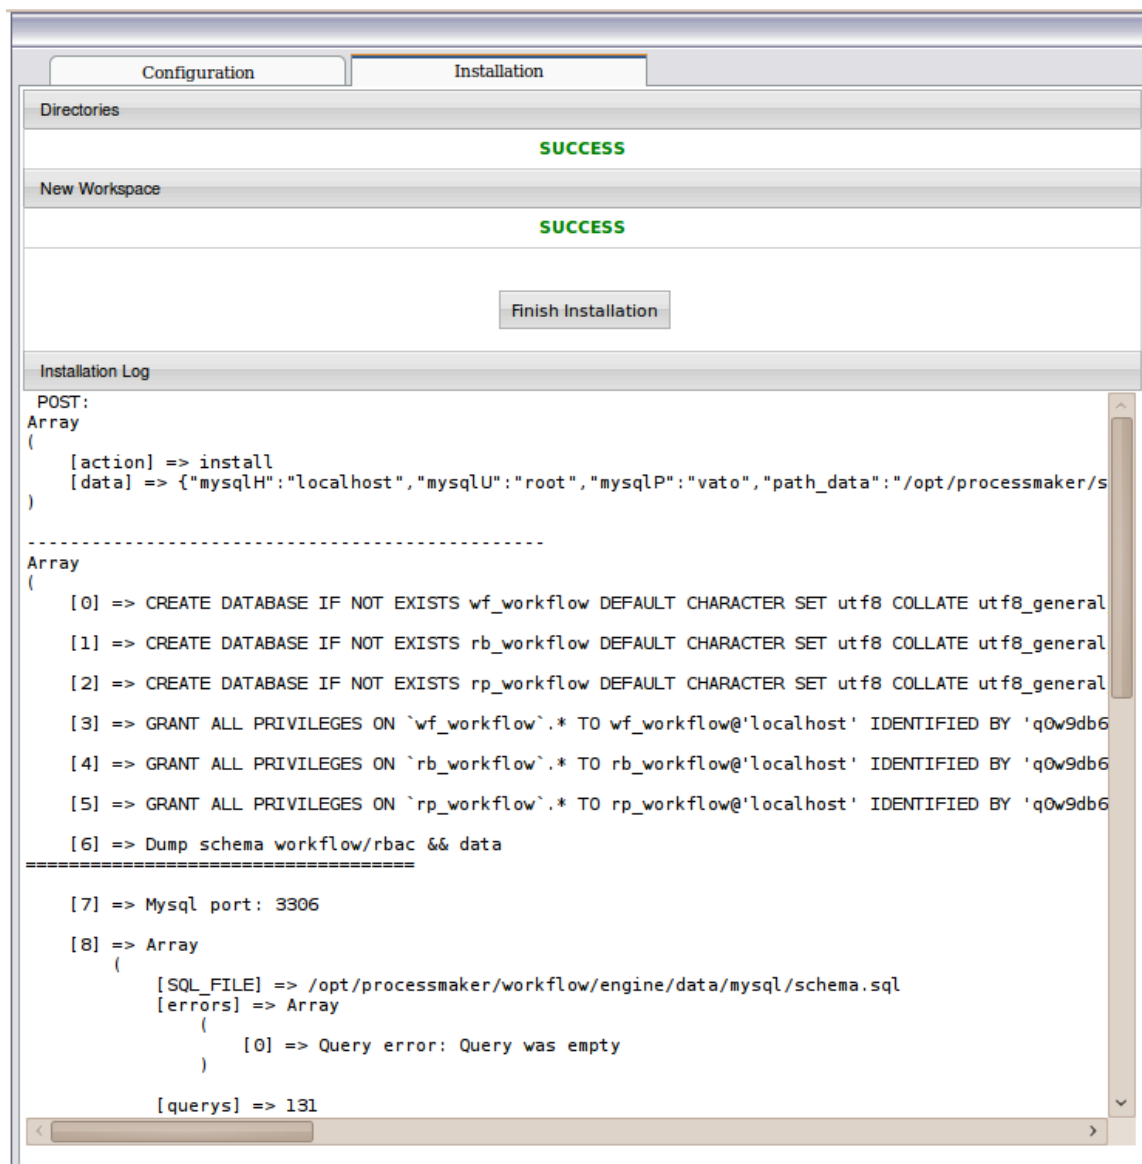 Configuration
Installation
Directories
SUCCESS
New Workspace
SUCCESS
Finish Installation
Installation Log
POST:
Array
(
[action] => install
[data] => {"mysqlH":"localhost","mysqlU":"root","mysqlP":"vato","path_data":"/opt/processmaker/s
)
------------------------------------------------
Array
(
[0] => CREATE DATABASE IF NOT EXISTS wf_workflow DEFAULT CHARACTER SET utf8 COLLATE utf8_general
[1] => CREATE DATABASE IF NOT EXISTS rb_workflow DEFAULT CHARACTER SET utf8 COLLATE utf8_general
[2] => CREATE DATABASE IF NOT EXISTS rp_workflow DEFAULT CHARACTER SET utf8 COLLATE utf8_general
[3] => GRANT ALL PRIVILEGES ON `wf_workflow`.* TO wf_workflow@'localhost' IDENTIFIED BY 'q0w9db6
[4] => GRANT ALL PRIVILEGES ON `rb_workflow`.* TO rb_workflow@'localhost' IDENTIFIED BY 'q0w9db6
[5] => GRANT ALL PRIVILEGES ON `rp_workflow`.* TO rp_workflow@'localhost' IDENTIFIED BY 'q0w9db6
[6] => Dump schema workflow/rbac && data
====================================
[7] => Mysql port: 3306
[8] => Array
(
[SQL_FILE] => /opt/processmaker/workflow/engine/data/mysql/schema.sql
[errors] => Array
(
[0] => Query error: Query was empty
)
[querys] => 131